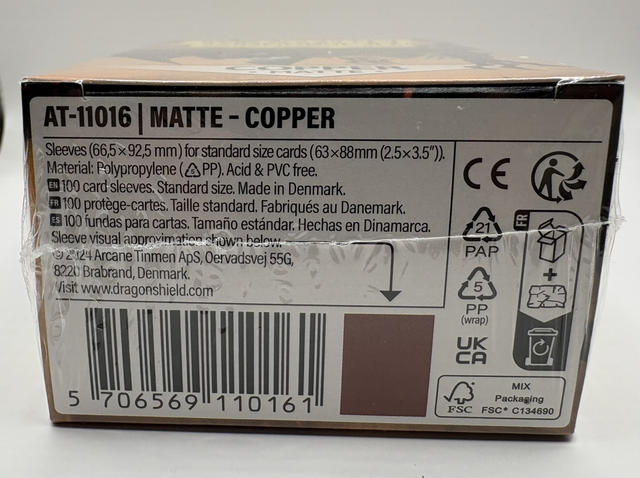 COPPER
MATTE
AT-11016 | MATTE - COPPER
Sleeves (66,5×92,5 mm) for standard size cards (63×88mm (2.5×3.5″)).
Material: Polypropylene (5 PP). Acid & PVC free.
EN 100 card sleeves. Standard size. Made in Denmark.
FR 100 protège-cartes. Taille standard. Fabriqués au Danemark.
ES 100 fundas para cartas. Tamaño estándar. Hechas en Dinamarca.
Sleeve visual approximation shown below.
© 2024 Arcane Tinmen ApS, Oervadsvej 55G,
8220 Brabrand, Denmark.
Visit www.dragonshield.com
5 706569 110161
CE
21
PAP
5
PP
(wrap)
UK
CA
FR
+
FSC
MIX
Packaging
FSC® C134690